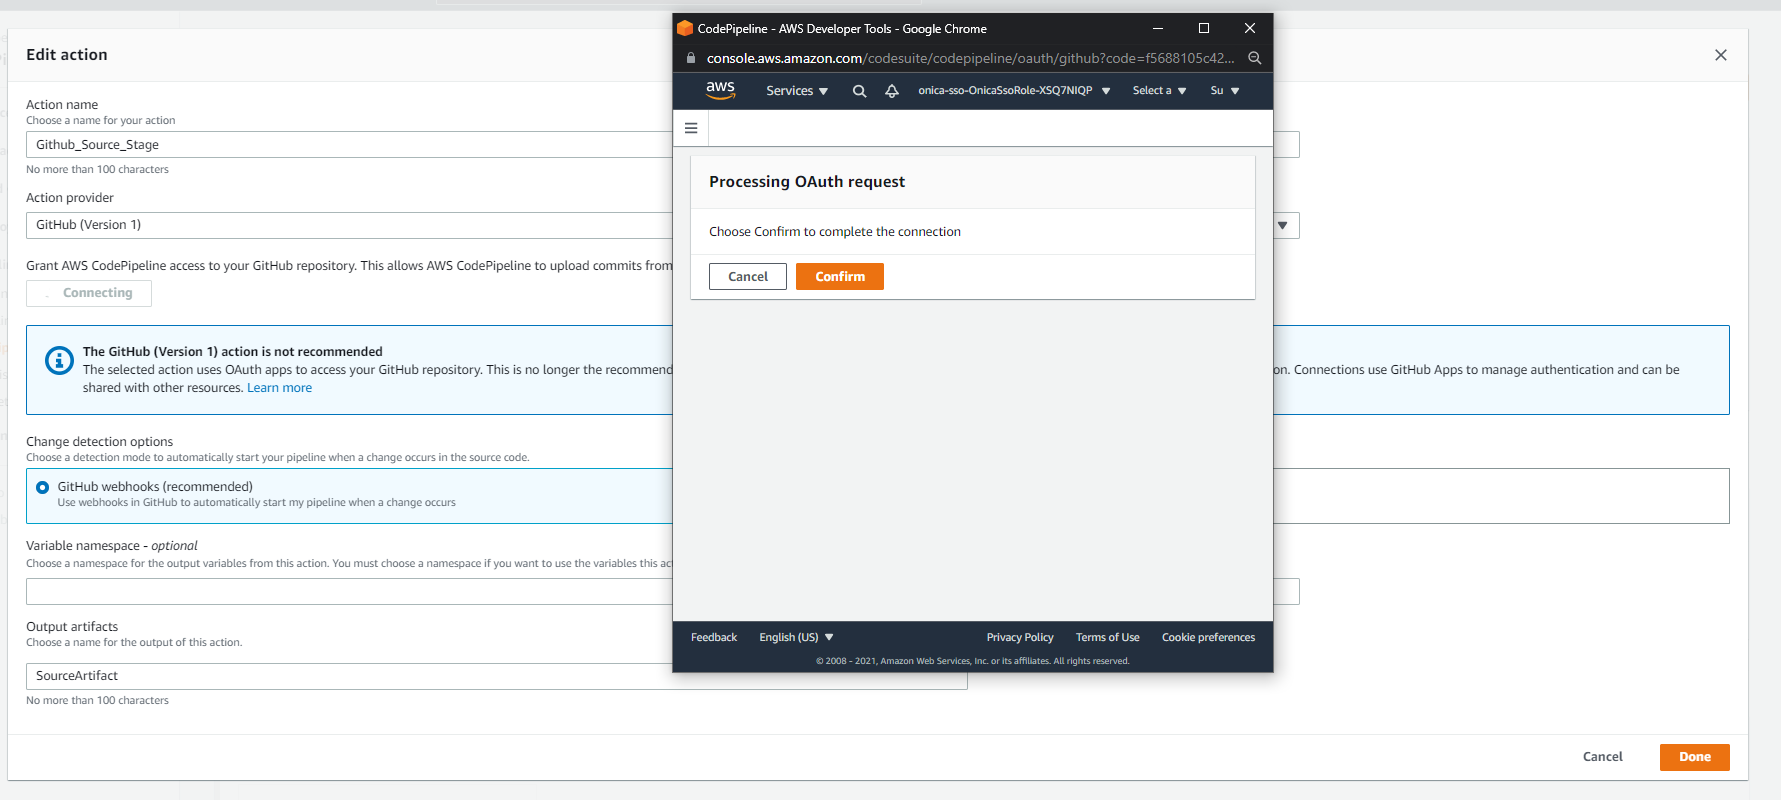 Edit action
Action name
Choose a name for your action
Github_Source_Stage
No more than 100 characters
Action provider
GitHub (Version 1)
Grant AWS CodePipeline access to your GitHub repository. This allows AWS CodePipeline to upload commits from
Connecting
The GitHub (Version 1) action is not recommended
The selected action uses OAuth apps to access your GitHub repository. This is no longer the recommend
on. Connections use GitHub Apps to manage authentication and can be
shared with other resources. Learn more
Change detection options
Choose a detection mode to automatically start your pipeline when a change occurs in the source code.
GitHub webhooks (recommended)
Use webhooks in GitHub to automatically start my pipeline when a change occurs
Variable namespace - optional
Choose a namespace for the output variables from this action. You must choose a namespace if you want to use the variables this ac
Output artifacts
Choose a name for the output of this action.
SourceArtifact
No more than 100 characters
Cancel
Done
CodePipeline - AWS Developer Tools - Google Chrome
console.aws.amazon.com/codesuite/codepipeline/oauth/github?code=f5688105c42...
aws Services onica-sso-OnicaSsoRole-XSQ7NIQP Select a Su
Processing OAuth request
Choose Confirm to complete the connection
Cancel Confirm
Feedback English (US) Privacy Policy Terms of Use Cookie preferences
© 2008 - 2021, Amazon Web Services, Inc. or its affiliates. All rights reserved.